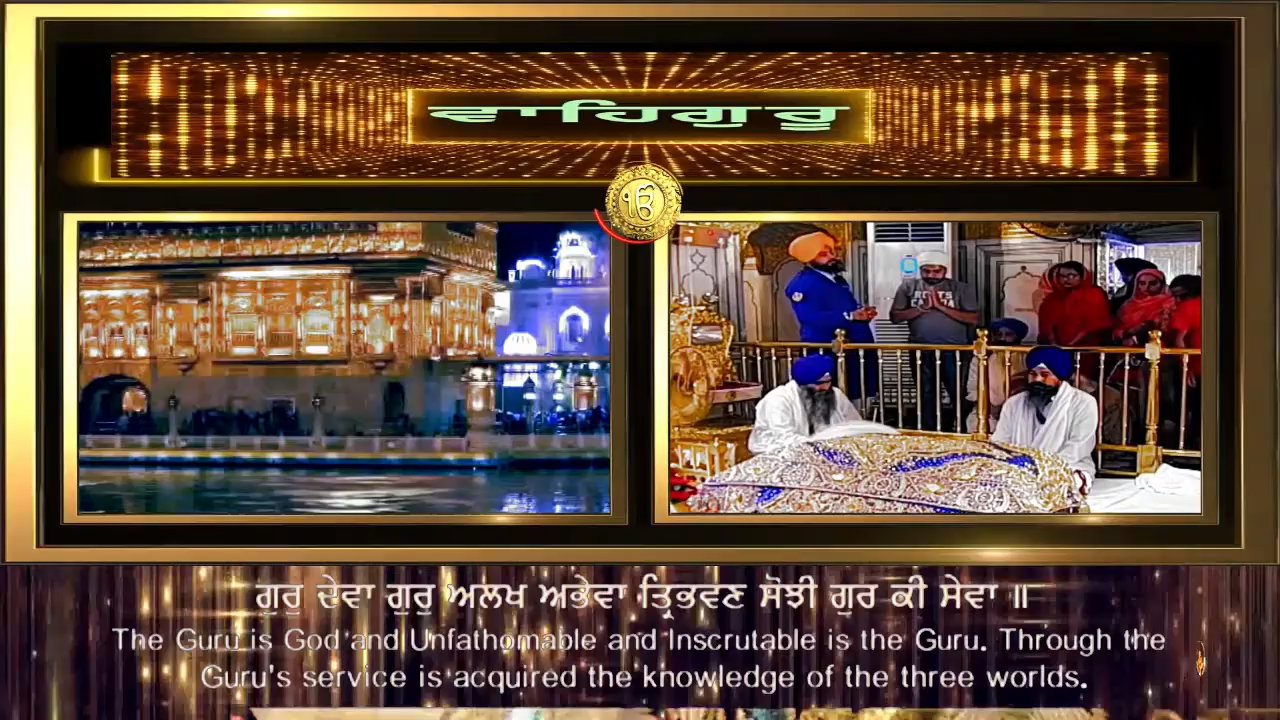 ਵਾਹਿਗੁਰੂ
ੴ
ਗੁਰੁ ਦੇਵਾ ਗੁਰੁ ਅਲਖ ਅਭੇਵਾ ਤ੍ਰਿਭਵਣ ਸੋਝੀ ਗੁਰ ਕੀ ਸੇਵਾ ॥
The Guru is God and Unfathomable and Inscrutable is the Guru. Through the
Guru's service is acquired the knowledge of the three worlds.